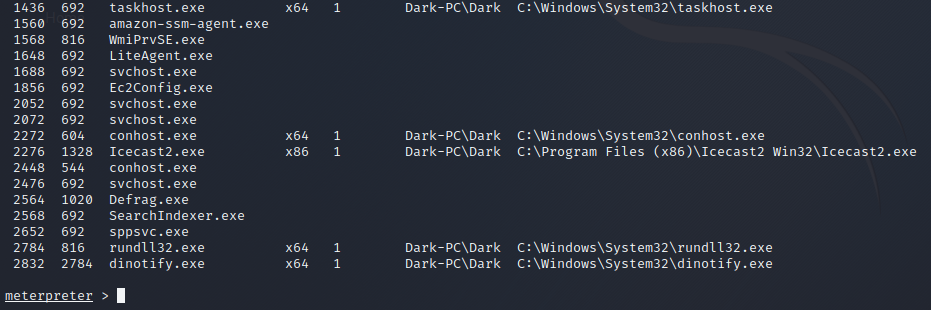 1436 692 taskhost.exe x64 1 Dark-PC\Dark C:\Windows\System32\taskhost.exe
1560 692 amazon-ssm-agent.exe
1568 816 WmiPrvSE.exe
1648 692 LiteAgent.exe
1688 692 svchost.exe
1856 692 Ec2Config.exe
2052 692 svchost.exe
2072 692 svchost.exe
2272 604 conhost.exe x64 1 Dark-PC\Dark C:\Windows\System32\conhost.exe
2276 1328 Icecast2.exe x86 1 Dark-PC\Dark C:\Program Files (x86)\Icecast2 Win32\Icecast2.exe
2448 544 conhost.exe
2476 692 svchost.exe
2564 1020 Defrag.exe
2568 692 SearchIndexer.exe
2652 692 sppsvc.exe
2784 816 rundll32.exe x64 1 Dark-PC\Dark C:\Windows\System32\rundll32.exe
2832 2784 dinotify.exe x64 1 Dark-PC\Dark C:\Windows\System32\dinotify.exe
meterpreter >